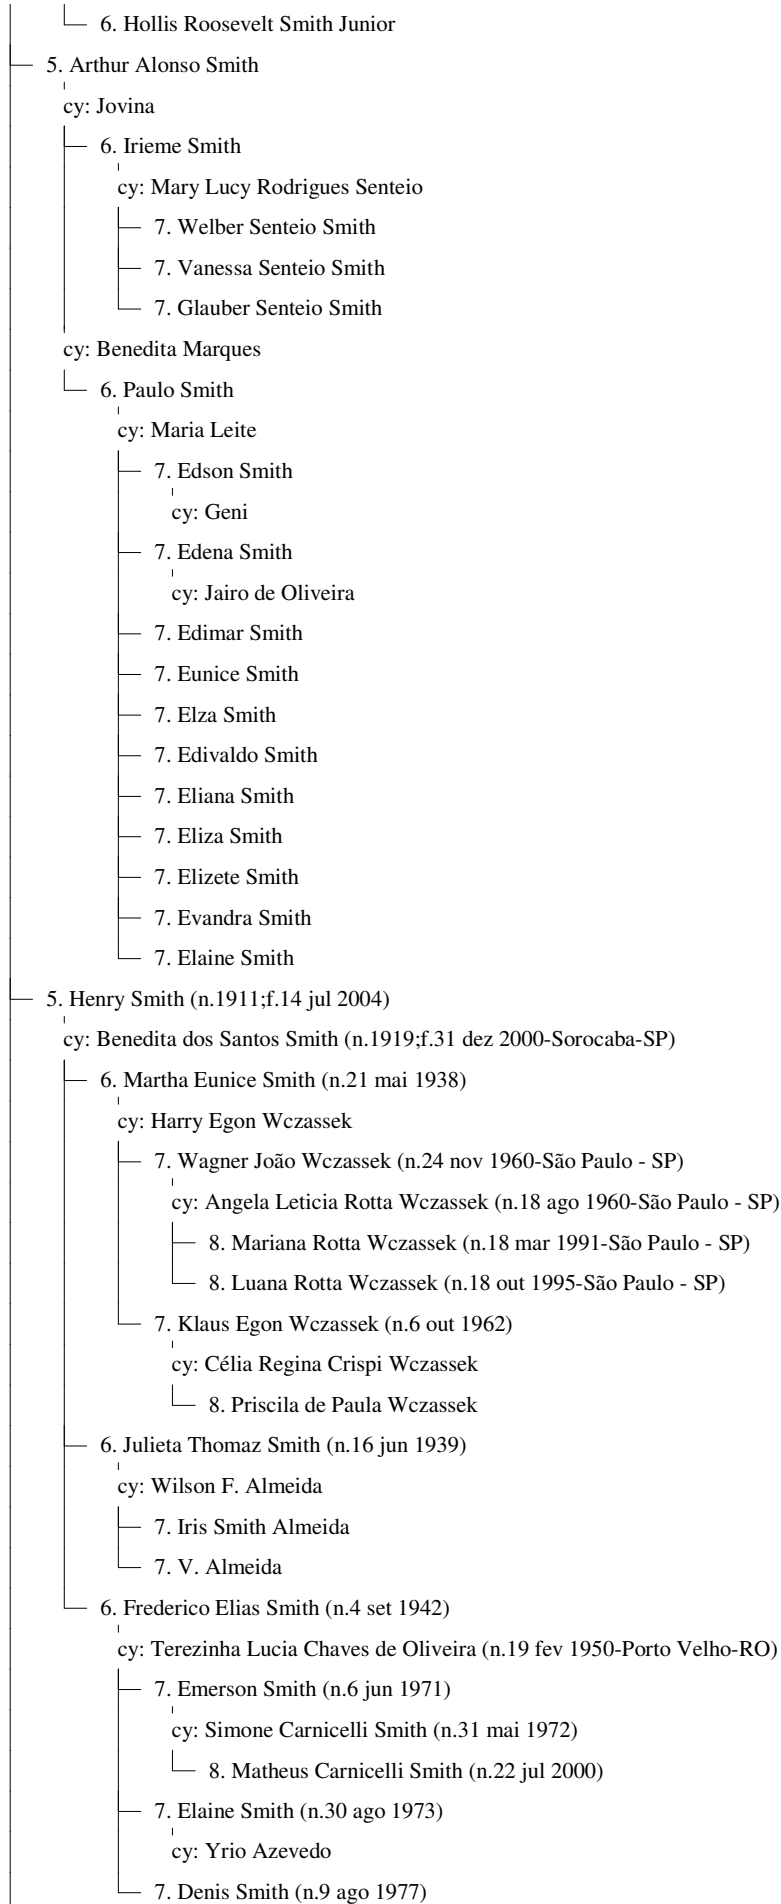 6. Hollis Roosevelt Smith Junior
5. Arthur Alonso Smith
cy: Jovina
6. Irieme Smith
cy: Mary Lucy Rodrigues Senteio
7. Welber Senteio Smith
7. Vanessa Senteio Smith
7. Glauber Senteio Smith
cy: Benedita Marques
6. Paulo Smith
cy: Maria Leite
7. Edson Smith
cy: Geni
7. Edena Smith
cy: Jairo de Oliveira
7. Edimar Smith
7. Eunice Smith
7. Elza Smith
7. Edivaldo Smith
7. Eliana Smith
7. Eliza Smith
7. Elizete Smith
7. Evandra Smith
7. Elaine Smith
5. Henry Smith (n.1911;f.14 jul 2004)
cy: Benedita dos Santos Smith (n.1919;f.31 dez 2000-Sorocaba-SP)
6. Martha Eunice Smith (n.21 mai 1938)
cy: Harry Egon Wczassek
7. Wagner João Wczassek (n.24 nov 1960-São Paulo - SP)
cy: Angela Leticia Rotta Wczassek (n.18 ago 1960-São Paulo - SP)
8. Mariana Rotta Wczassek (n.18 mar 1991-São Paulo - SP)
8. Luana Rotta Wczassek (n.18 out 1995-São Paulo - SP)
7. Klaus Egon Wczassek (n.6 out 1962)
cy: Célia Regina Crispi Wczassek
8. Priscila de Paula Wczassek
6. Julieta Thomaz Smith (n.16 jun 1939)
cy: Wilson F. Almeida
7. Iris Smith Almeida
7. V. Almeida
6. Frederico Elias Smith (n.4 set 1942)
cy: Terezinha Lucia Chaves de Oliveira (n.19 fev 1950-Porto Velho-RO)
7. Emerson Smith (n.6 jun 1971)
cy: Simone Carnicelli Smith (n.31 mai 1972)
8. Matheus Carnicelli Smith (n.22 jul 2000)
7. Elaine Smith (n.30 ago 1973)
cy: Yrio Azevedo
7. Denis Smith (n.9 ago 1977)